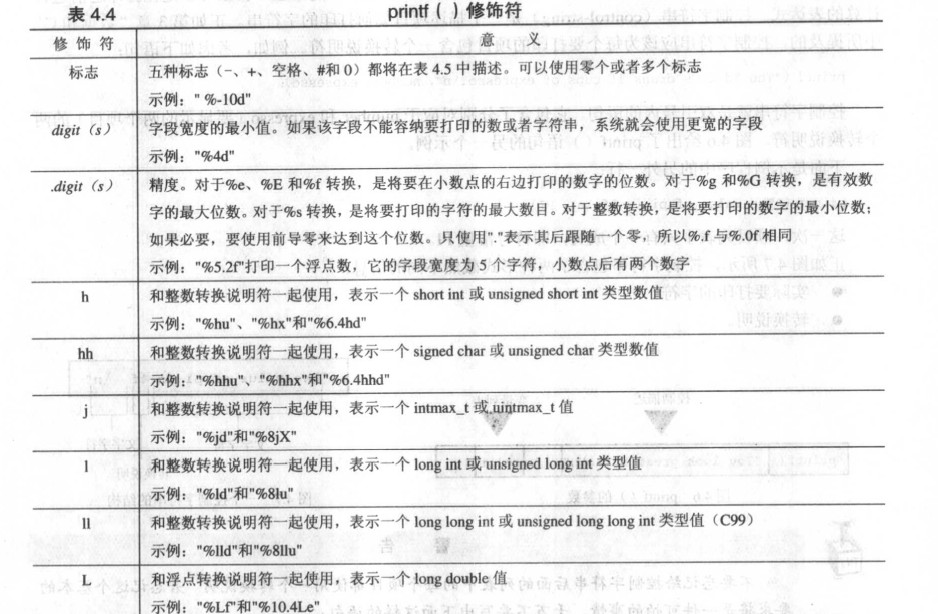 表 4.4 printf ( ) 修饰符
修 饰 符 意 义
标志 五种标志（-、+、空格、#和 0）都将在表 4.5 中描述。可以使用零个或者多个标志
示例：" %-10d"
digit（s） 字段宽度的最小值。如果该字段不能容纳要打印的数或者字符串，系统就会使用更宽的字段
示例："%4d"
.digit（s） 精度。对于%e、%E 和%f 转换，是将要在小数点的右边打印的数字的位数。对于%g 和%G 转换，是有效数
字的最大位数。对于%s 转换，是将要打印的字符的最大数目。对于整数转换，是将要打印的数字的最小位数；
如果必要，要使用前导零来达到这个位数。只使用"."表示其后跟随一个零，所以%.f 与%.0f 相同
示例："%5.2f"打印一个浮点数，它的字段宽度为 5 个字符，小数点后有两个数字
h 和整数转换说明符一起使用，表示一个 short int 或 unsigned short int 类型数值
示例："%hu"、"%hx"和"%6.4hd"
hh 和整数转换说明符一起使用，表示一个 signed char 或 unsigned char 类型数值
示例："%hhu"、"%hhx"和"%6.4hhd"
j 和整数转换说明符一起使用，表示一个 intmax_t 或 uintmax_t 值
示例："%jd"和"%8jX"
l 和整数转换说明符一起使用，表示一个 long int 或 unsigned long int 类型值
示例："%ld"和"%8lu"
ll 和整数转换说明符一起使用，表示一个 long long int 或 unsigned long long int 类型值（C99）
示例："%lld"和"%8llu"
L 和浮点转换说明符一起使用，表示一个 long double 值
示例："%Lf"和"%10.4Le"